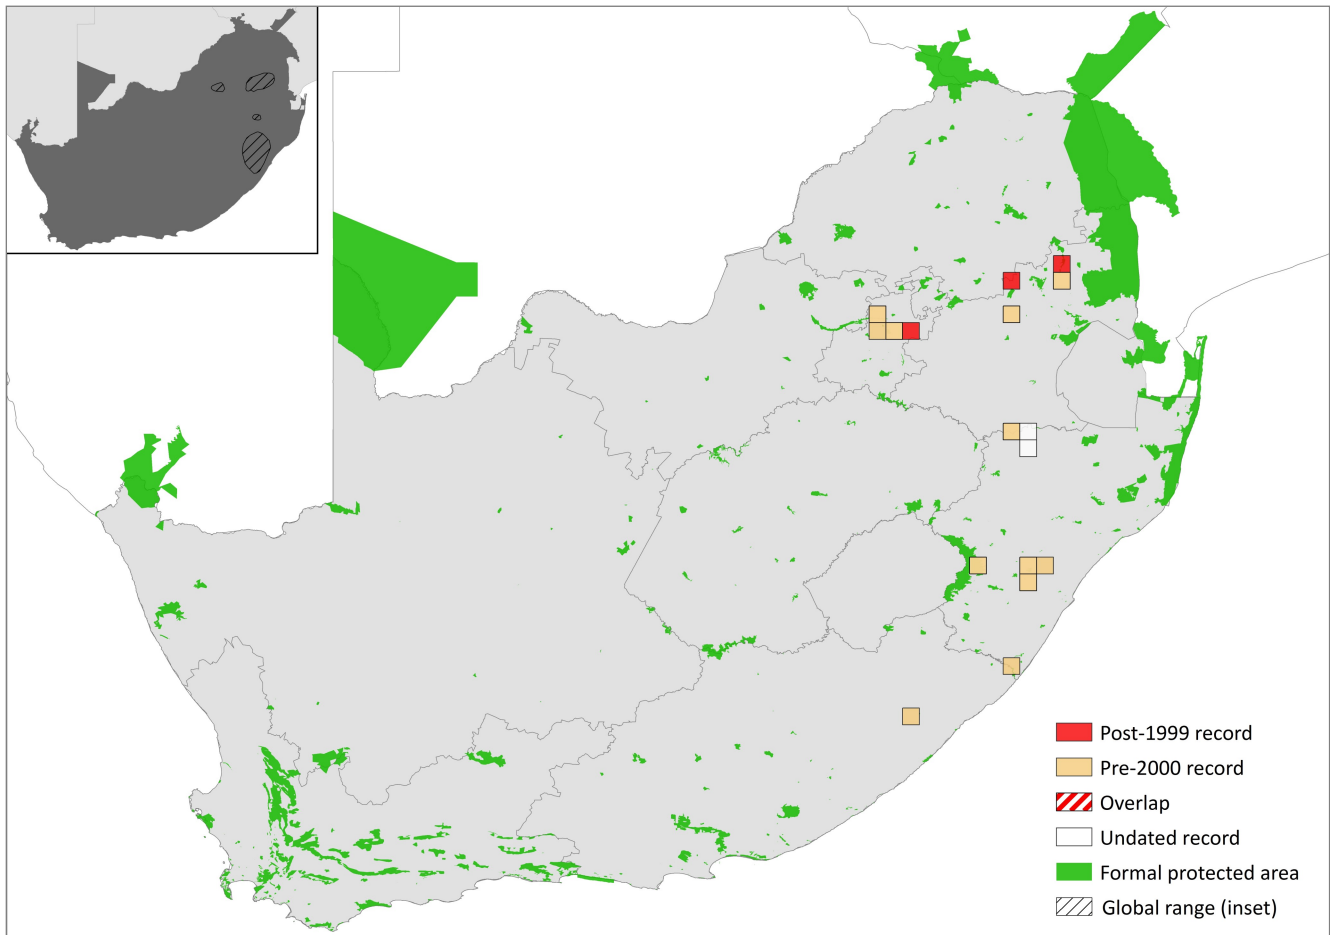 Post-1999 record
Pre-2000 record
Overlap
Undated record
Formal protected area
Global range (inset)